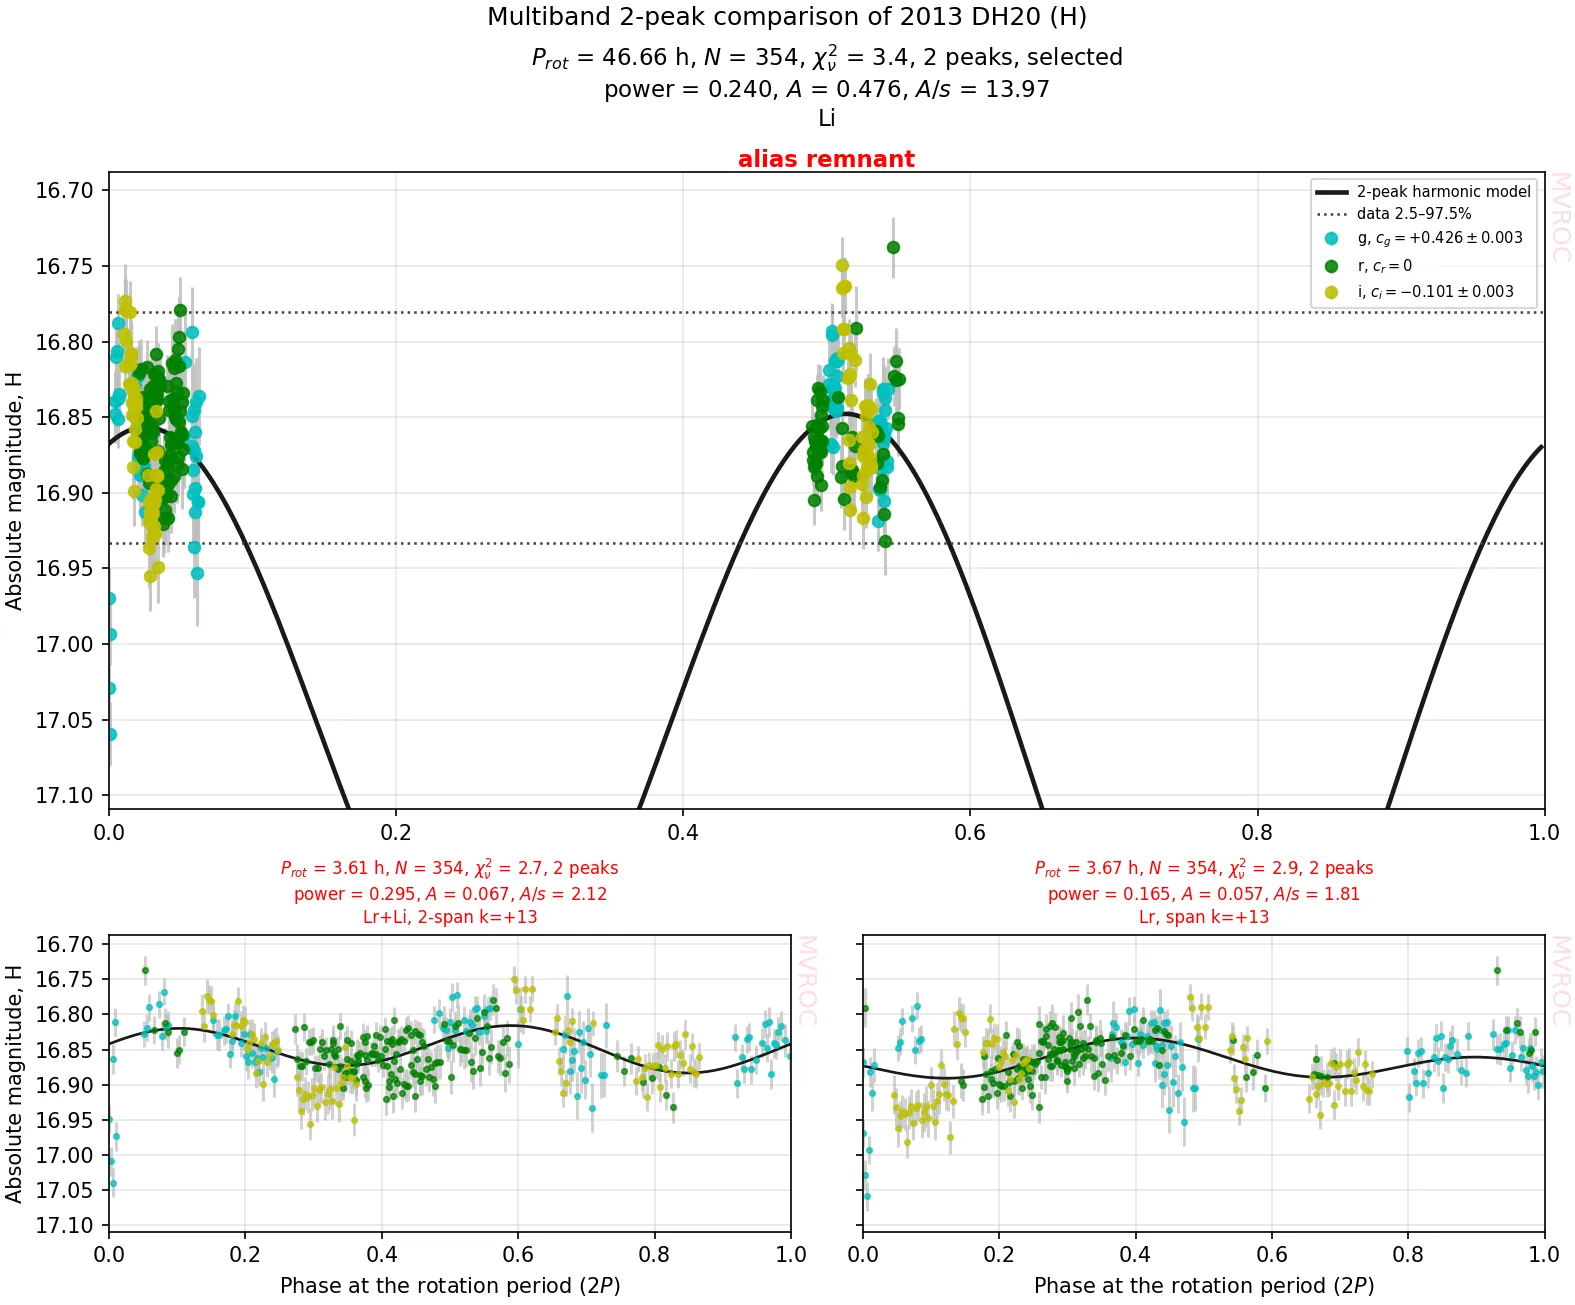 Multiband 2-peak comparison of 2013 DH20 (H)
P_rot = 46.66 h, N = 354, χ²_ν = 3.4, 2 peaks, selected
power = 0.240, A = 0.476, A/s = 13.97
Li
alias remnant
2-peak harmonic model
data 2.5–97.5%
g, c_g = +0.426 ± 0.003
r, c_r = 0
i, c_i = −0.101 ± 0.003
MVROC
Absolute magnitude, H
16.70
16.75
16.80
16.85
16.90
16.95
17.00
17.05
17.10
0.0 0.2 0.4 0.6 0.8 1.0
P_rot = 3.61 h, N = 354, χ²_ν = 2.7, 2 peaks
power = 0.295, A = 0.067, A/s = 2.12
Lr+Li, 2-span k=+13
MVROC
Absolute magnitude, H
16.70
16.75
16.80
16.85
16.90
16.95
17.00
17.05
17.10
0.0 0.2 0.4 0.6 0.8 1.0
Phase at the rotation period (2P)
P_rot = 3.67 h, N = 354, χ²_ν = 2.9, 2 peaks
power = 0.165, A = 0.057, A/s = 1.81
Lr, span k=+13
MVROC
0.0 0.2 0.4 0.6 0.8 1.0
Phase at the rotation period (2P)